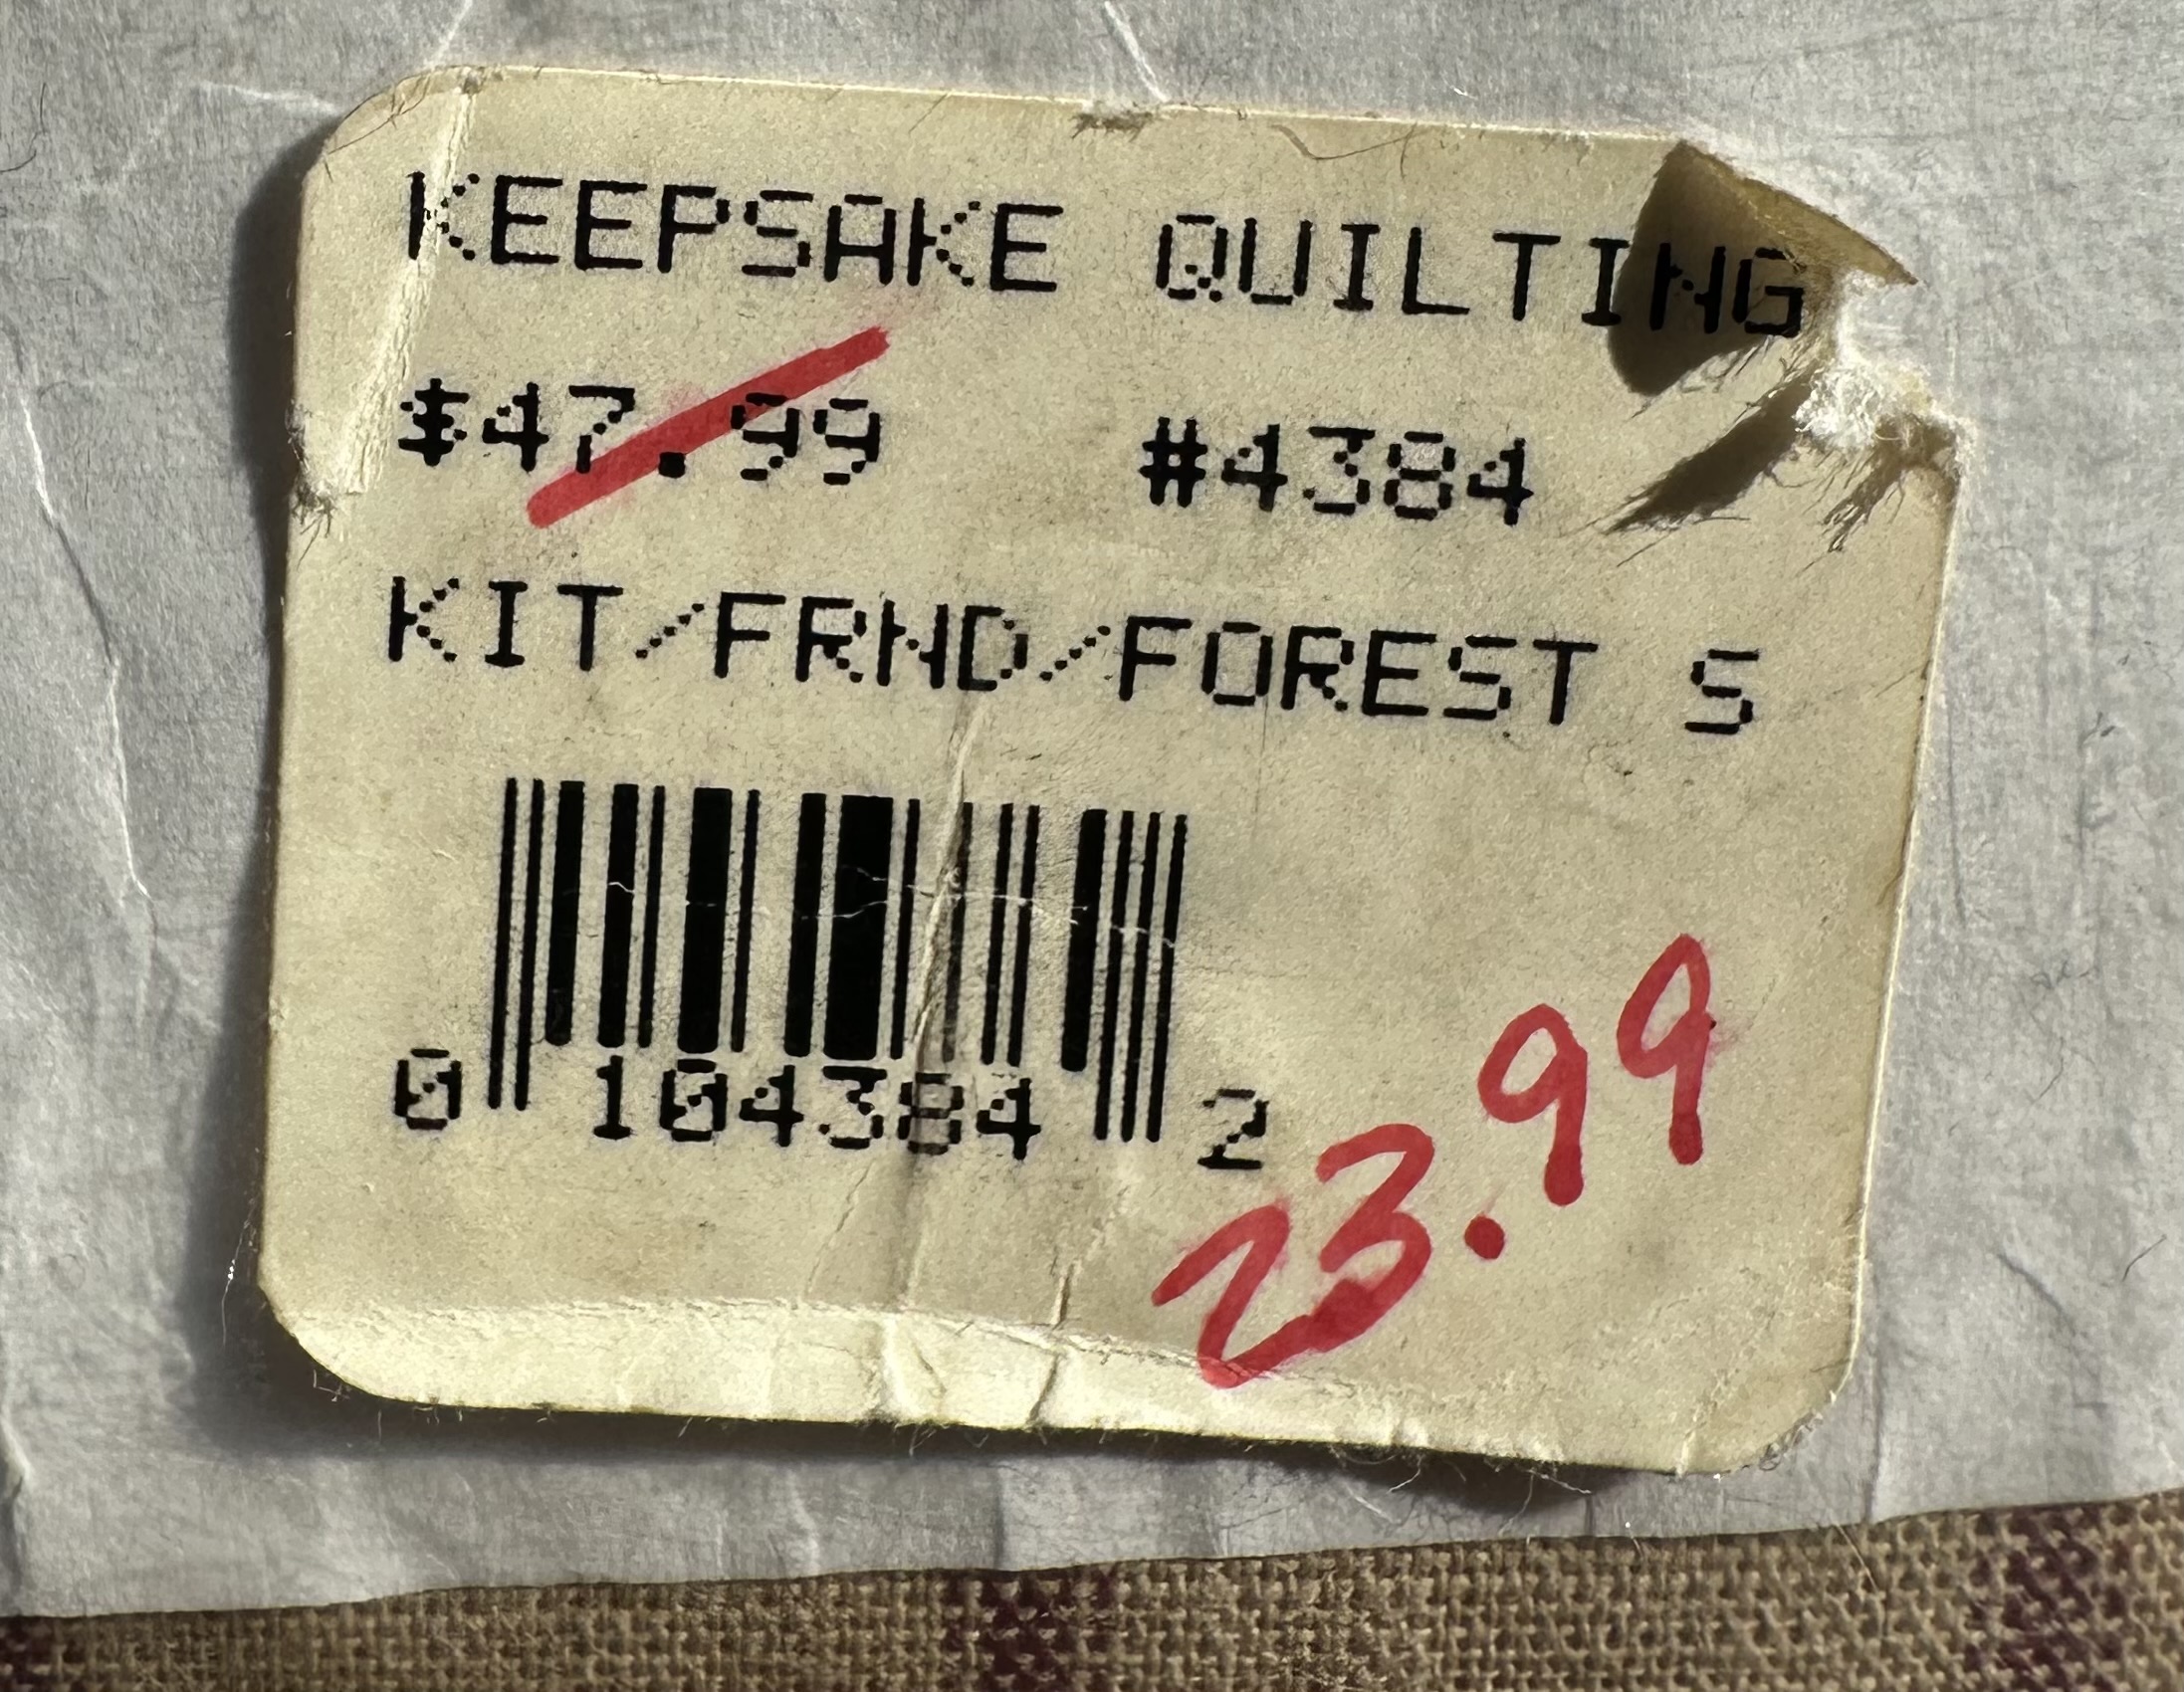 KEEPSAKE QUILTING
$47.99 #4384
KIT/FRND/FOREST S
0 104384 2
23.99